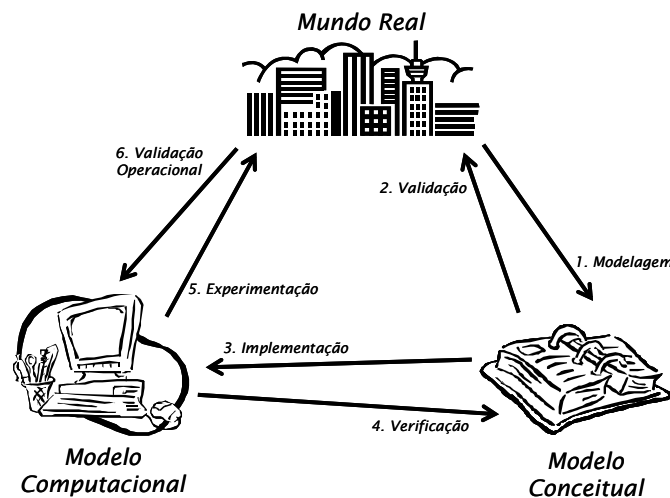 Mundo Real
6. Validação
Operacional
2. Validação
1. Modelagem
5. Experimentação
3. Implementação
4. Verificação
Modelo
Computacional
Modelo
Conceitual